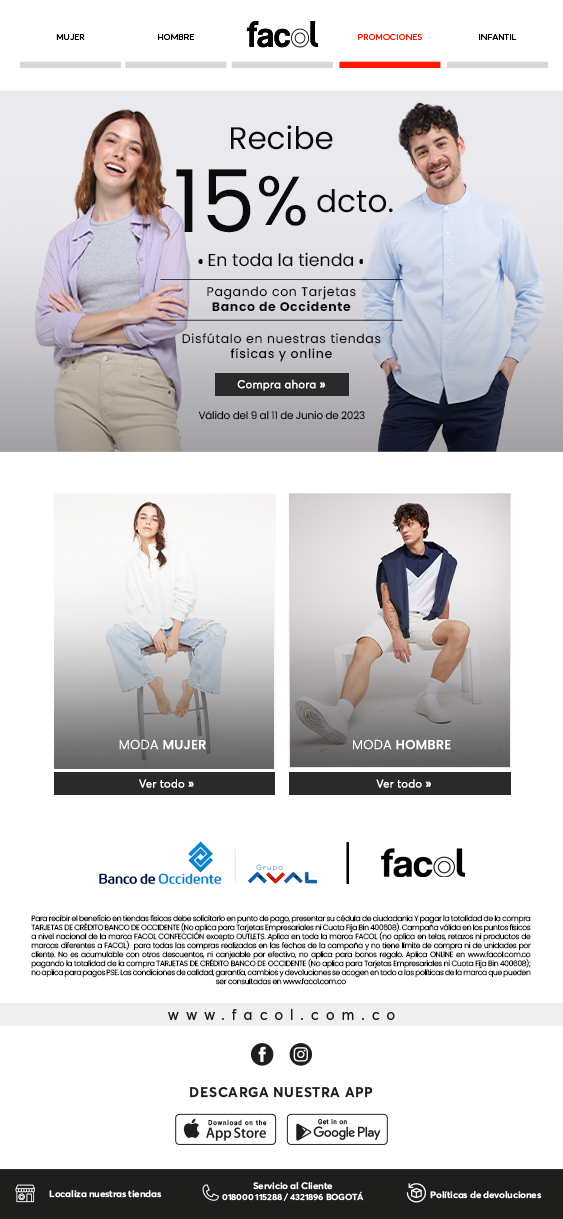 MUJER
HOMBRE
facol
PROMOCIONES
INFANTIL
Recibe
15% dcto.
• En toda la tienda •
Pagando con Tarjetas
Banco de Occidente
Disfútalo en nuestras tiendas
físicas y online
Compra ahora »
Válido del 9 al 11 de Junio de 2023
MODA MUJER
Ver todo »
MODA HOMBRE
Ver todo »
Banco de Occidente
Grupo
AVAL
facol
Para recibir el beneficio en tiendas físicas debe solicitarlo en punto de pago, presentar su cédula de ciudadania Y pagar la totalidad de la compra
TARJETAS DE CRÉDITO BANCO DE OCCIDENTE (No aplica para Tarjetas Empresariales ni Cuota Fija Bin 400608). Campaña válida en los puntos físicos
a nivel nacional de la marca FACOL CONFECCIÓN excepto OUTLETS. Aplica en toda la marca FACOL (no aplica en telas, retazos ni productos de
marcas diferentes a FACOL) para todas las compras realizadas en las fechas de la campaña y no tiene límite de compra ni de unidades por
cliente. No es acumulable con otros descuentos, ni canjeable por efectivo, no aplica para bonos regalo. Aplica ONLINE en www.facol.com.co
pagando la totalidad de la compra TARJETAS DE CRÉDITO BANCO DE OCCIDENTE (No aplica para Tarjetas Empresariales ni Cuota Fija Bin 400608);
no aplica para pagos PSE. Las condiciones de calidad, garantía, cambios y devoluciones se acogen en todo a las políticas de la marca que pueden
ser consultadas en www.facol.com.co
www.facol.com.co
DESCARGA NUESTRA APP
Download on the
App Store
Get in on
Google Play
Localiza nuestras tiendas
Servicio al Cliente
018000 115288 / 4321896 BOGOTÁ
Políticas de devoluciones